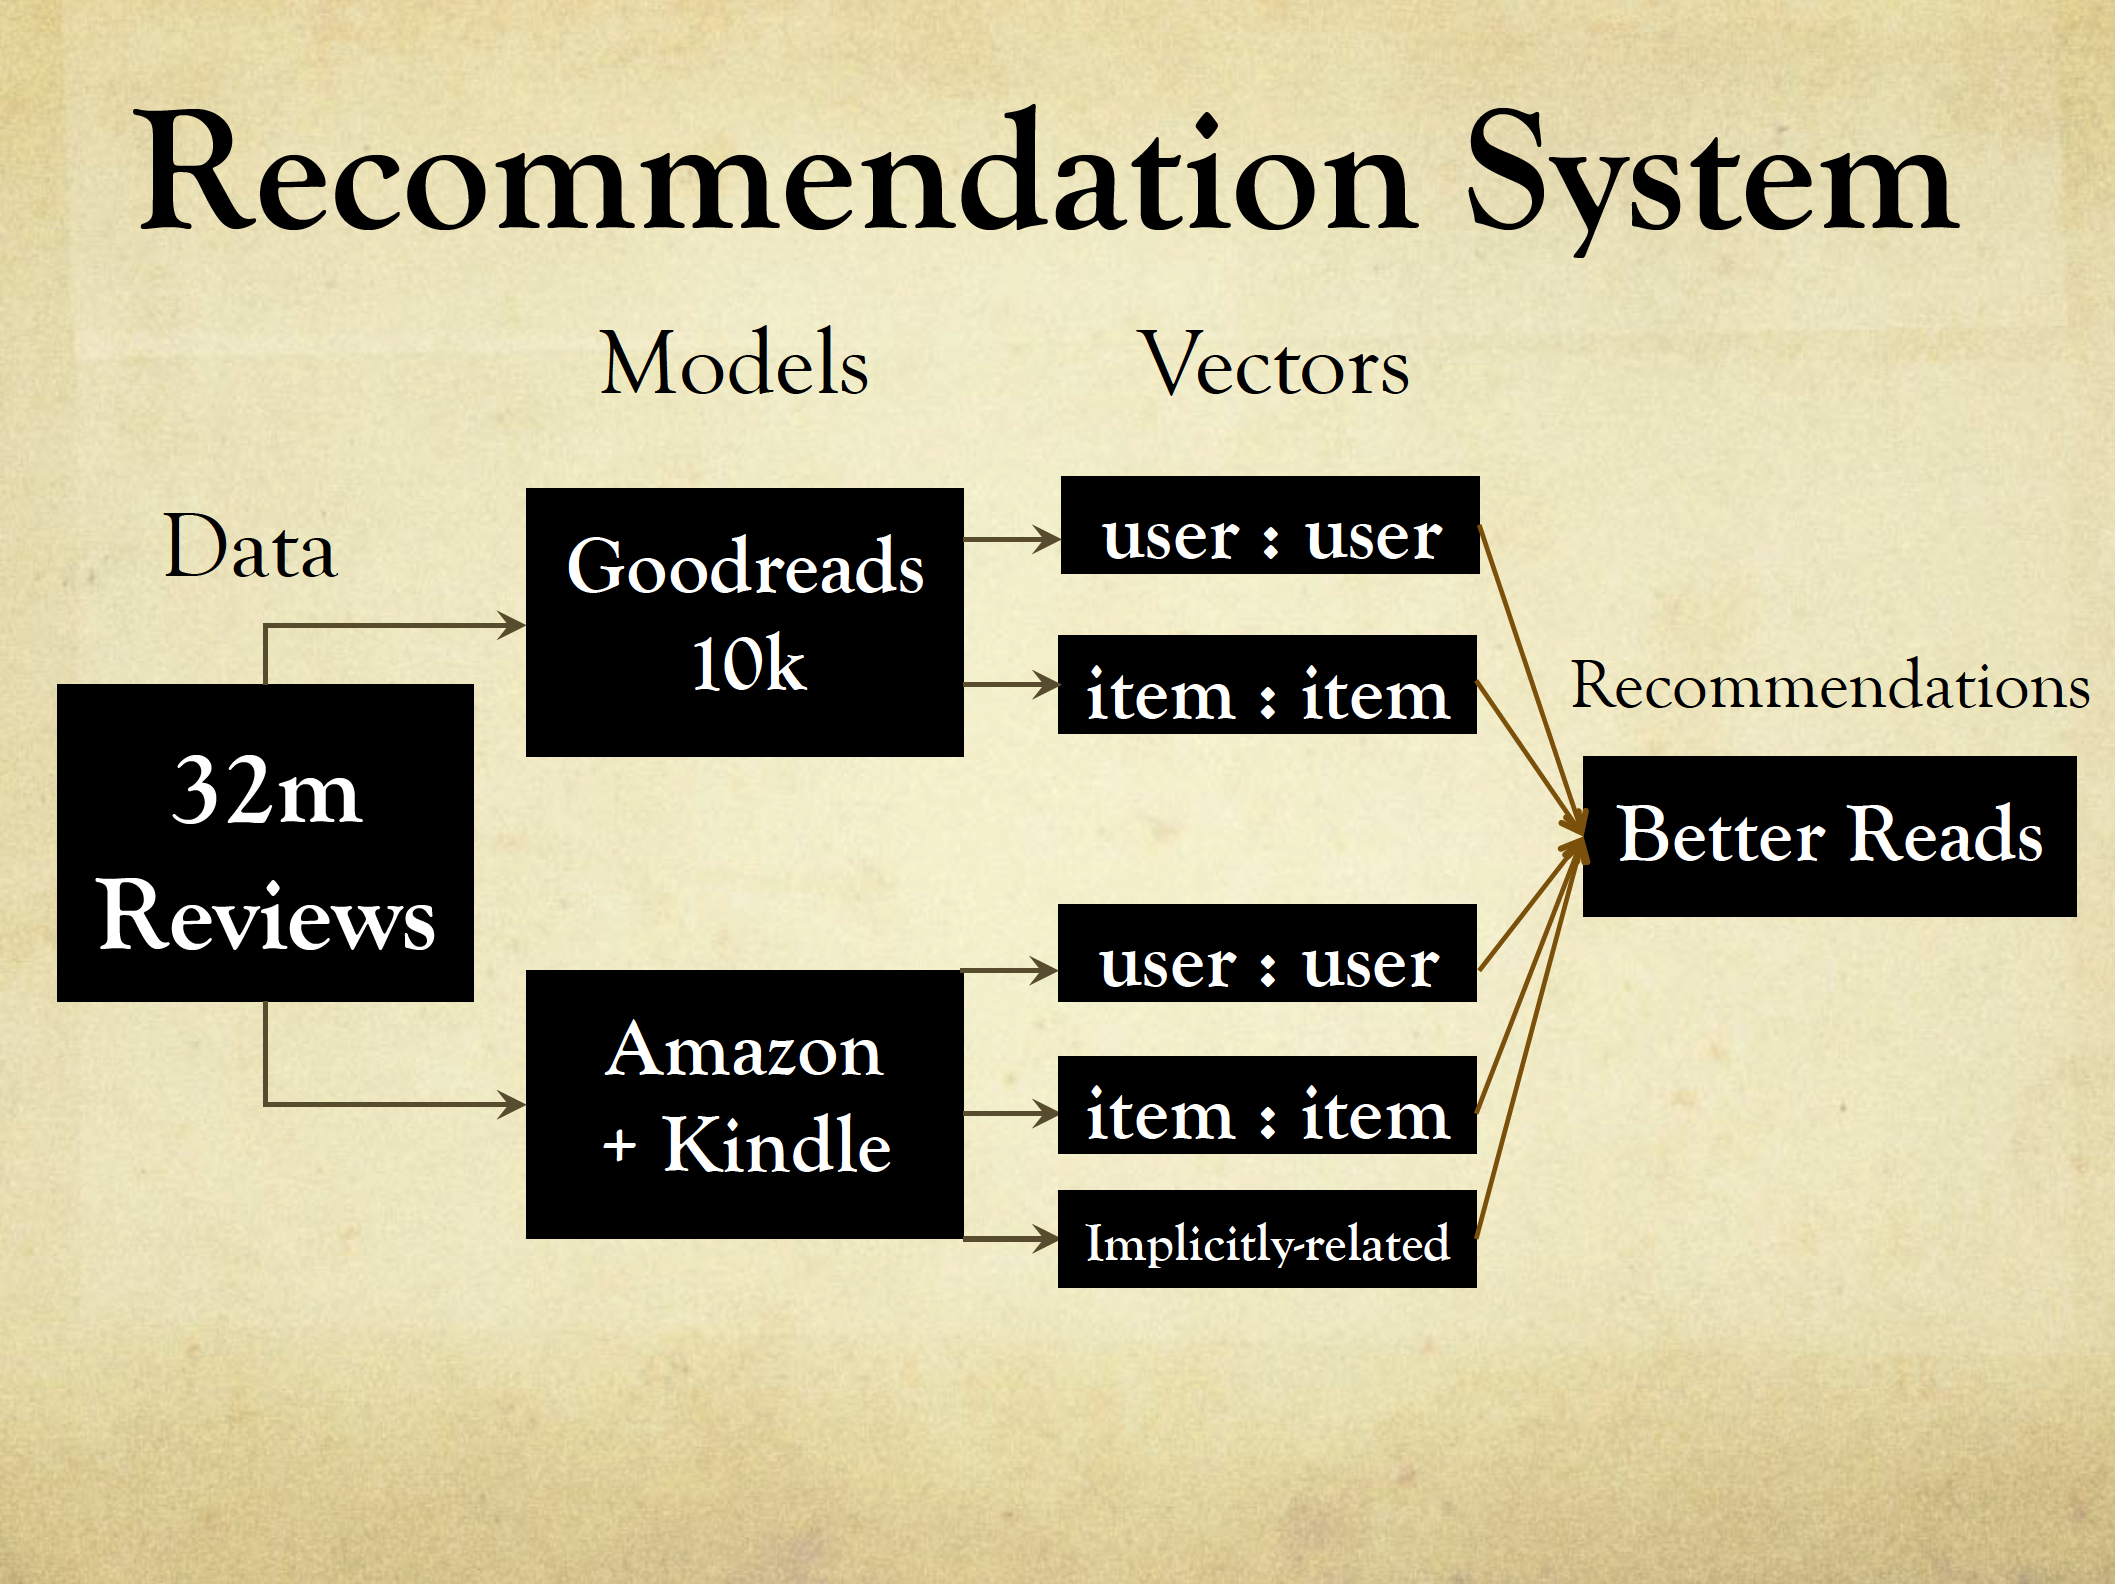 Recommendation System
Data
Models
Vectors
Recommendations
32m
Reviews
Goodreads
10k
Amazon
+ Kindle
user : user
item : item
user : user
item : item
Implicitly-related
Better Reads